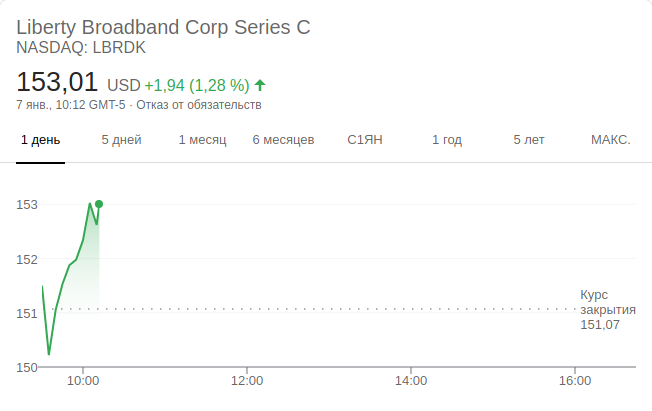 Liberty Broadband Corp Series C
NASDAQ: LBRDK
153,01 USD +1,94 (1,28 %)
7 янв., 10:12 GMT-5 · Отказ от обязательств
1 день 5 дней 1 месяц 6 месяцев С1ЯН 1 год 5 лет МАКС.
153
152
151
150
Курс
закрытия
151,07
10:00 12:00 14:00 16:00